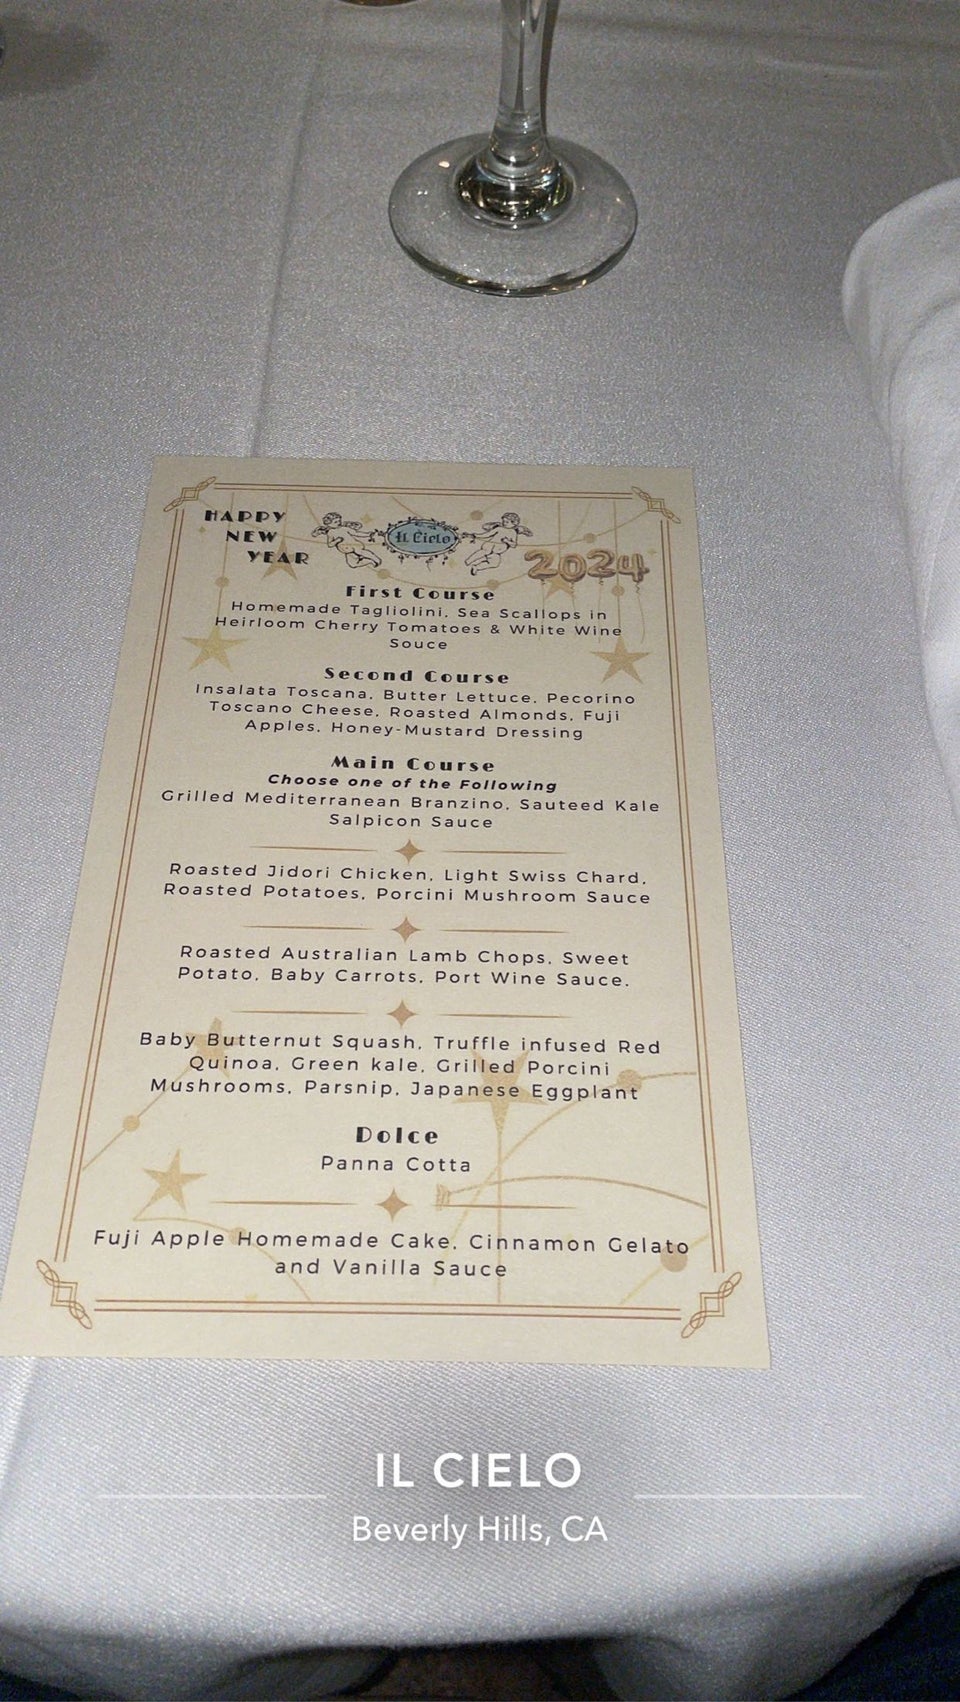 HAPPY
NEW
YEAR
Il Cielo
2024
First Course
Homemade Tagliolini, Sea Scallops in
Heirloom Cherry Tomatoes & White Wine
Souce
Second Course
Insalata Toscana, Butter Lettuce, Pecorino
Toscano Cheese, Roasted Almonds, Fuji
Apples, Honey-Mustard Dressing
Main Course
Choose one of the Following
Grilled Mediterranean Branzino, Sauteed Kale
Salpicon Sauce
Roasted Jidori Chicken, Light Swiss Chard,
Roasted Potatoes, Porcini Mushroom Sauce
Roasted Australian Lamb Chops, Sweet
Potato, Baby Carrots, Port Wine Sauce.
Baby Butternut Squash, Truffle infused Red
Quinoa, Green kale, Grilled Porcini
Mushrooms, Parsnip, Japanese Eggplant
Dolce
Panna Cotta
Fuji Apple Homemade Cake, Cinnamon Gelato
and Vanilla Sauce
IL CIELO
Beverly Hills, CA